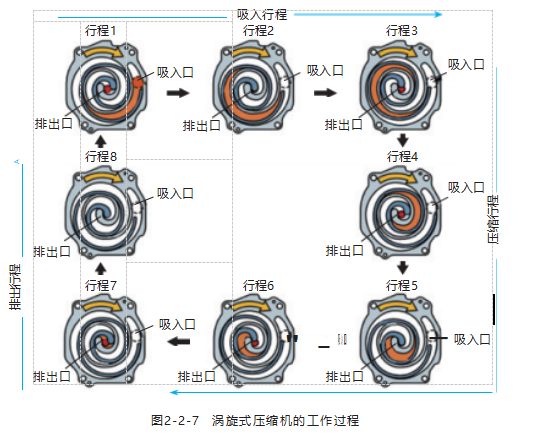 吸入行程
行程1
行程2
行程3
吸入口
吸入口
吸入口
排出口
排出口
排出口
行程8
行程4
吸入口
吸入口
排出口
排出口
压缩行程
排出行程
行程7
行程6
行程5
吸入口
吸入口
排出口
排出口
排出口
图2-2-7 涡旋式压缩机的工作过程